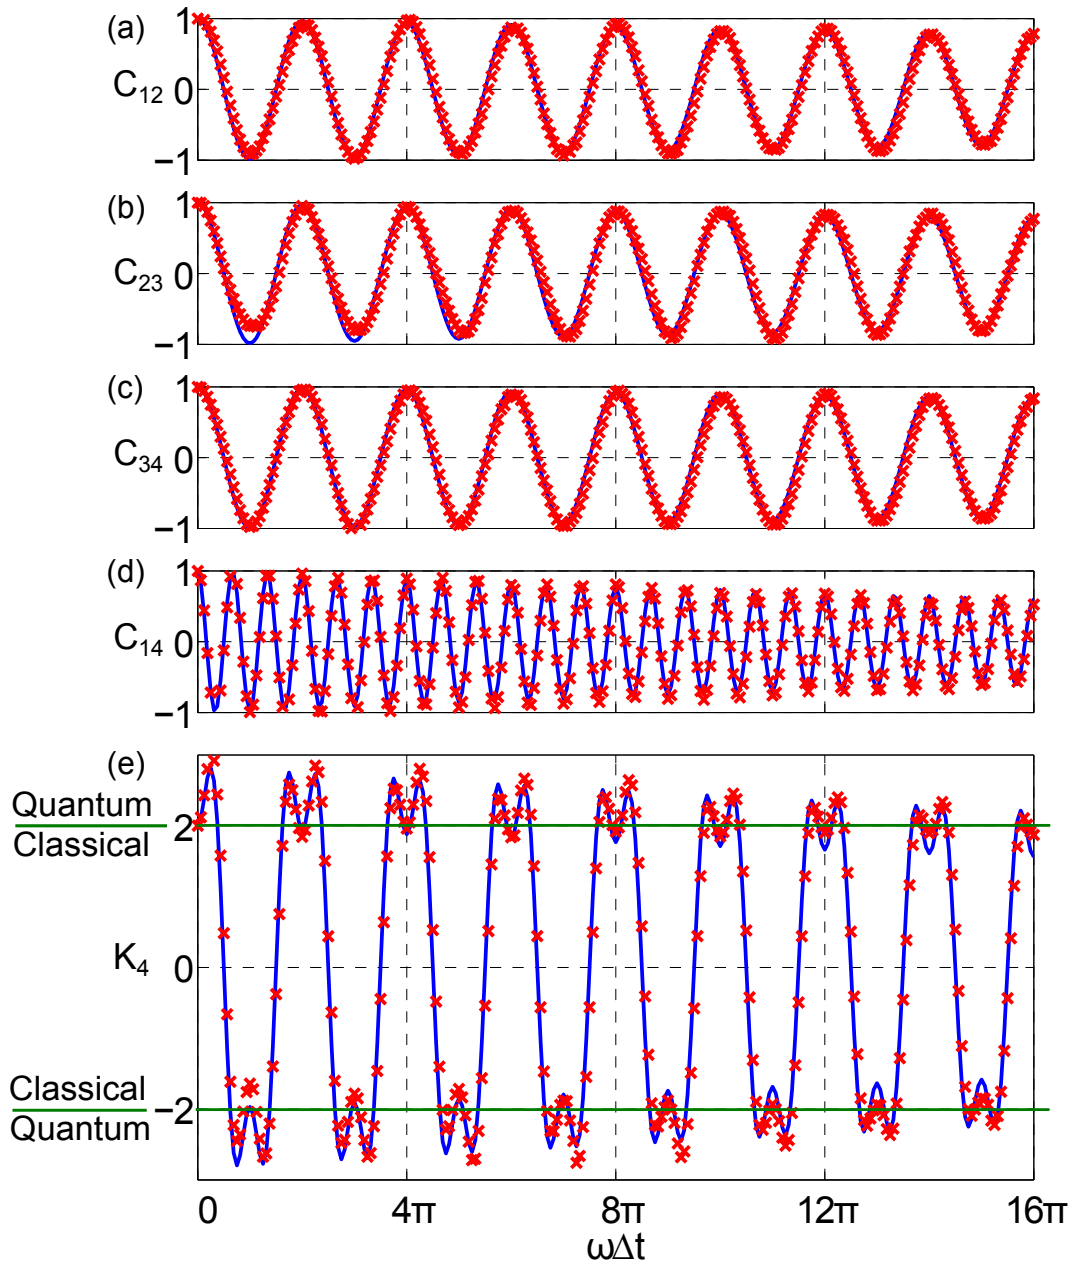 (a)
1
C12 0
−1
(b)
1
C23 0
−1
(c)
1
C34 0
−1
(d)
1
C14 0
−1
(e)
Quantum
Classical
2
K4 0
Classical
Quantum
−2
0 4π 8π 12π 16π
ωΔt